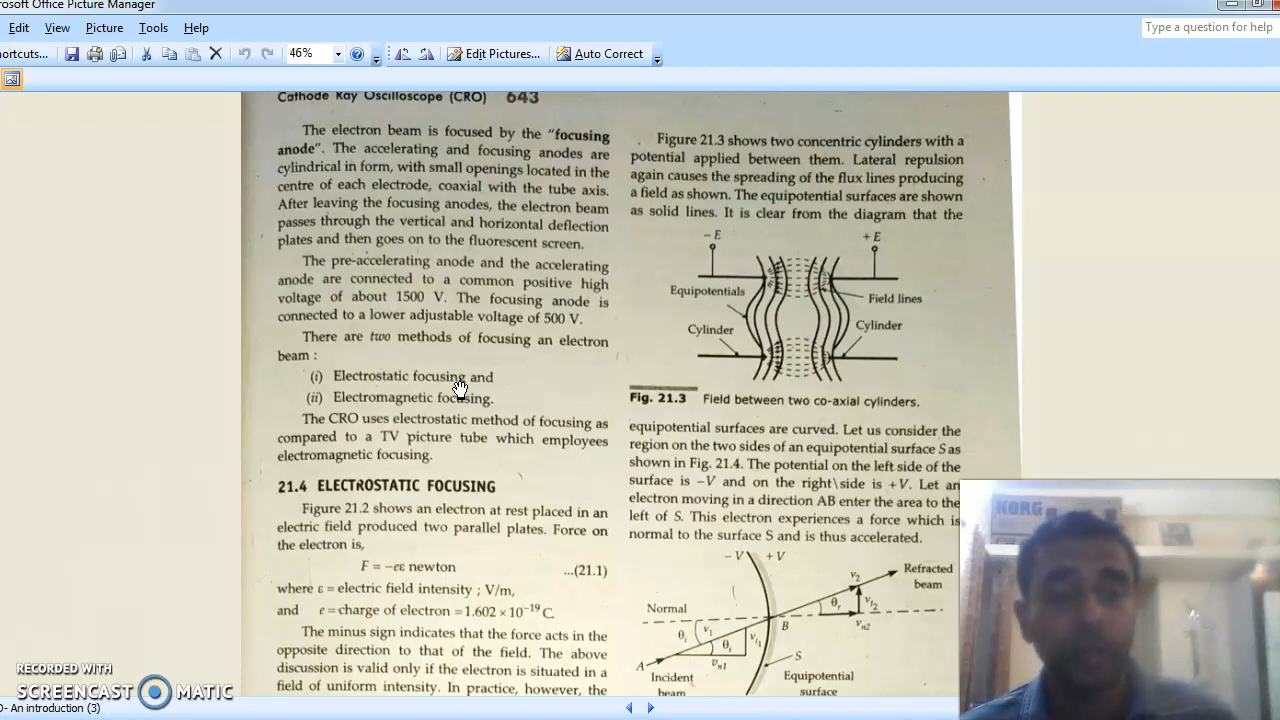 rosoft Office Picture Manager
Edit View Picture Tools Help
Type a question for help
ortcuts... 46% Edit Pictures... Auto Correct
Cathode Ray Oscilloscope (CRO) 643
The electron beam is focused by the "focusing
anode". The accelerating and focusing anodes are
cylindrical in form, with small openings located in the
centre of each electrode, coaxial with the tube axis.
After leaving the focusing anodes, the electron beam
passes through the vertical and horizontal deflection
plates and then goes on to the fluorescent screen.
The pre-accelerating anode and the accelerating
anode are connected to a common positive high
voltage of about 1500 V. The focusing anode is
connected to a lower adjustable voltage of 500 V.
There are two methods of focusing an electron
beam :
(i) Electrostatic focusing and
(ii) Electromagnetic focusing.
The CRO uses electrostatic method of focusing as
compared to a TV picture tube which employees
electromagnetic focusing.
21.4 ELECTROSTATIC FOCUSING
Figure 21.2 shows an electron at rest placed in an
electric field produced two parallel plates. Force on
the electron is,
F = −eε newton ...(21.1)
where ε = electric field intensity ; V/m,
and e = charge of electron = 1.602 × 10⁻¹⁹ C.
The minus sign indicates that the force acts in the
opposite direction to that of the field. The above
discussion is valid only if the electron is situated in a
field of uniform intensity. In practice, however, the
Figure 21.3 shows two concentric cylinders with a
potential applied between them. Lateral repulsion
again causes the spreading of the flux lines producing
a field as shown. The equipotential surfaces are shown
as solid lines. It is clear from the diagram that the
− E + E
Equipotentials
Field lines
Cylinder
Cylinder
Fig. 21.3 Field between two co-axial cylinders.
equipotential surfaces are curved. Let us consider the
region on the two sides of an equipotential surface S as
shown in Fig. 21.4. The potential on the left side of the
surface is −V and on the right side is +V. Let an
electron moving in a direction AB enter the area to the
left of S. This electron experiences a force which is
normal to the surface S and is thus accelerated.
− V + V
Refracted
beam
v2
θr
vt2
Normal
B
vn2
θi v1 θi vt1
A
vn1
S
Incident
beam
Equipotential
surface
KORG
RECORDED WITH
SCREENCAST MATIC
D- An introduction (3)